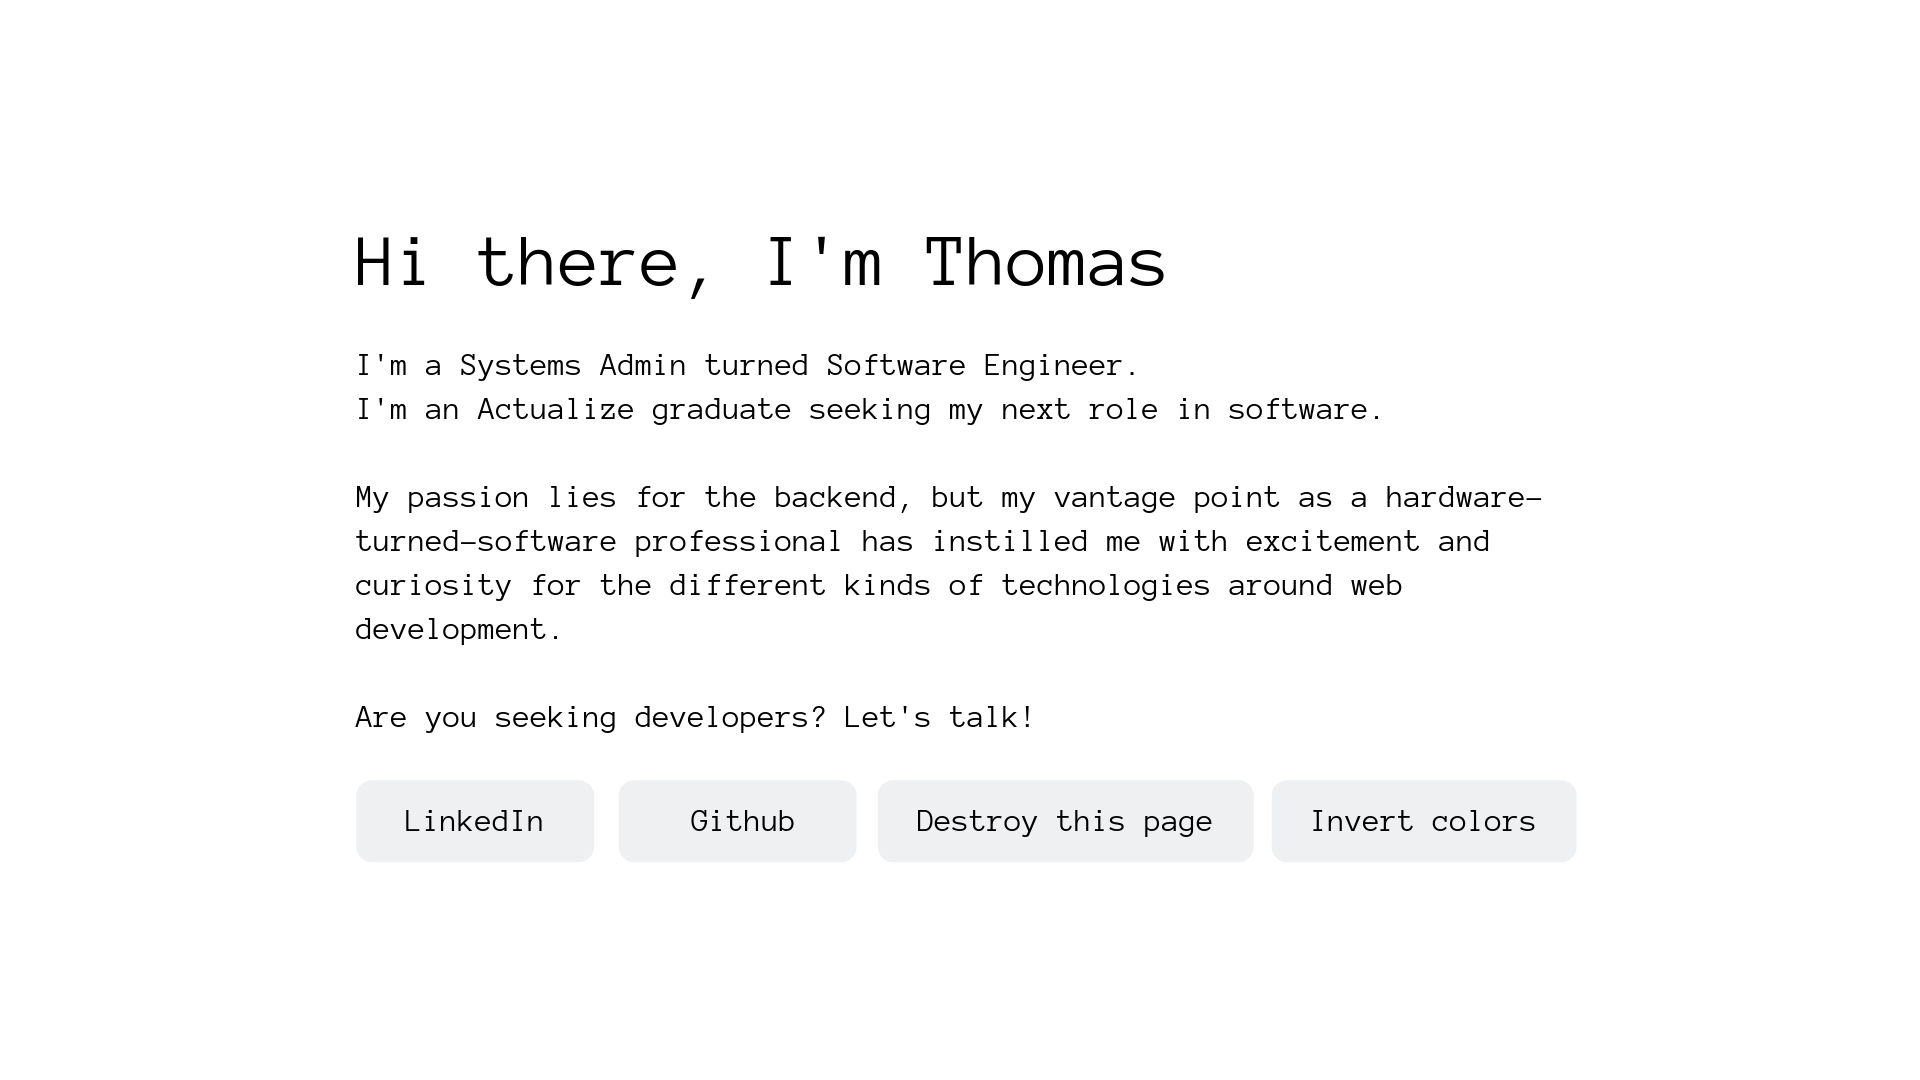 Hi there, I'm Thomas
I'm a Systems Admin turned Software Engineer.
I'm an Actualize graduate seeking my next role in software.
My passion lies for the backend, but my vantage point as a hardware-
turned-software professional has instilled me with excitement and
curiosity for the different kinds of technologies around web
development.
Are you seeking developers? Let's talk!
LinkedIn Github Destroy this page Invert colors